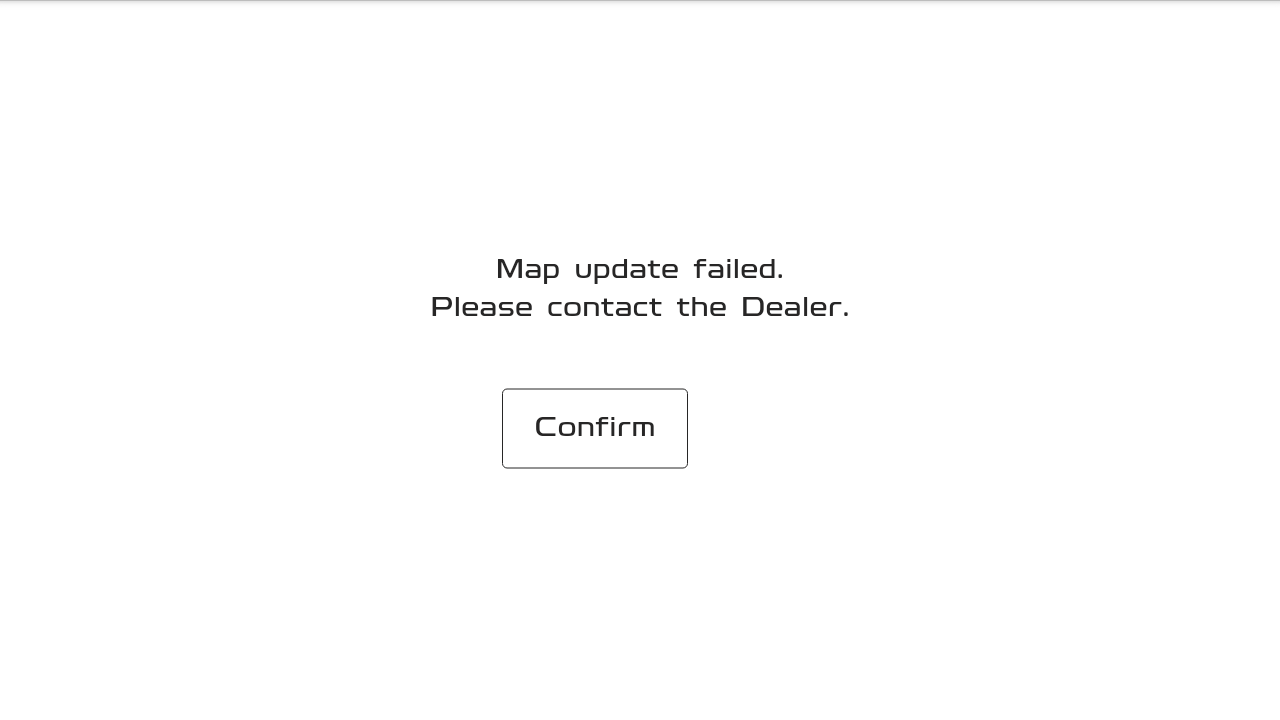 Map update failed.
Please contact the Dealer.
Confirm